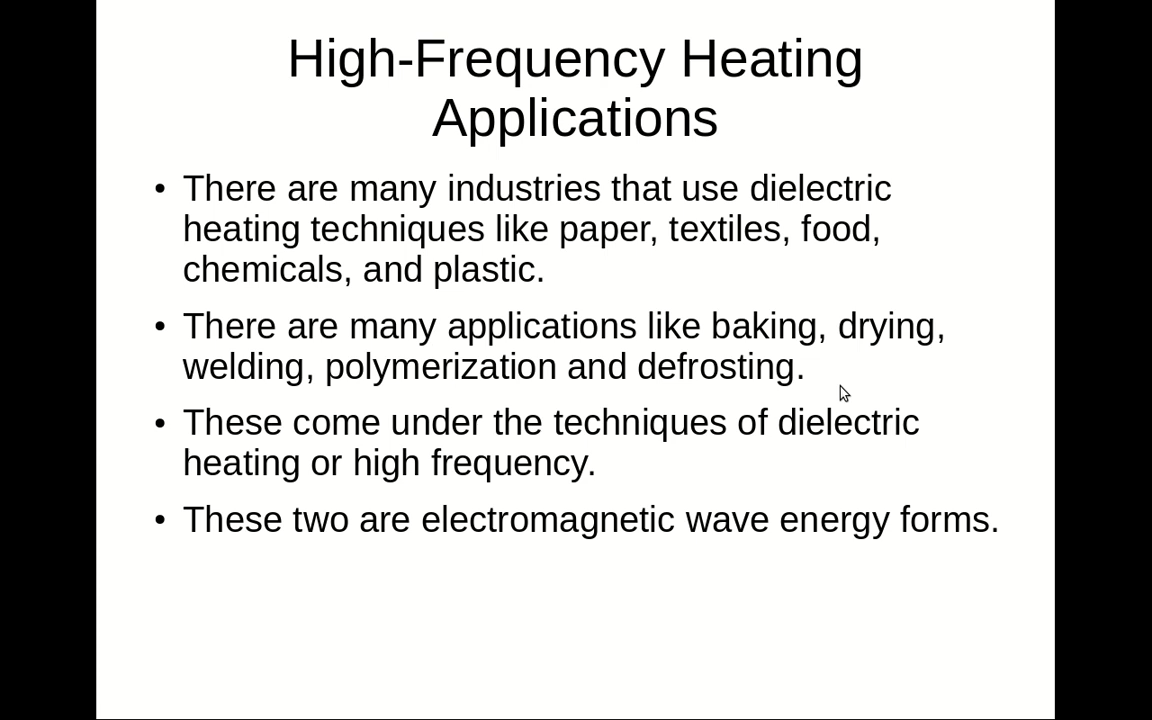 High-Frequency Heating
Applications
• There are many industries that use dielectric
heating techniques like paper, textiles, food,
chemicals, and plastic.
• There are many applications like baking, drying,
welding, polymerization and defrosting.
• These come under the techniques of dielectric
heating or high frequency.
• These two are electromagnetic wave energy forms.